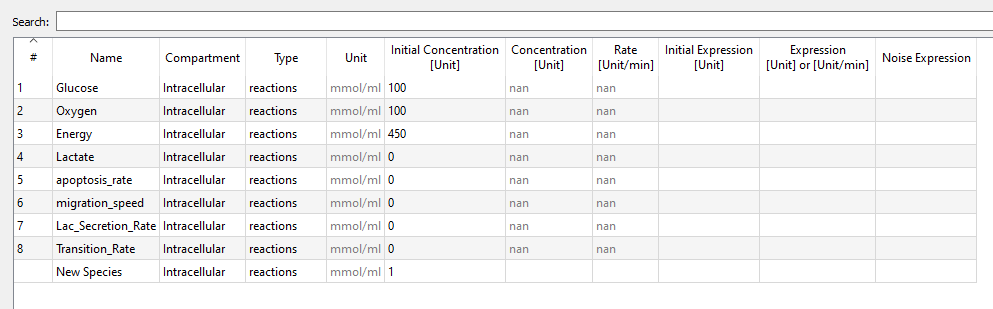 Search:
# Name Compartment Type Unit Initial Concentration [Unit] Concentration [Unit] Rate [Unit/min] Initial Expression [Unit] Expression [Unit] or [Unit/min] Noise Expression
1 Glucose Intracellular reactions mmol/ml 100 nan nan
2 Oxygen Intracellular reactions mmol/ml 100 nan nan
3 Energy Intracellular reactions mmol/ml 450 nan nan
4 Lactate Intracellular reactions mmol/ml 0 nan nan
5 apoptosis_rate Intracellular reactions mmol/ml 0 nan nan
6 migration_speed Intracellular reactions mmol/ml 0 nan nan
7 Lac_Secretion_Rate Intracellular reactions mmol/ml 0 nan nan
8 Transition_Rate Intracellular reactions mmol/ml 0 nan nan
New Species Intracellular reactions mmol/ml 1